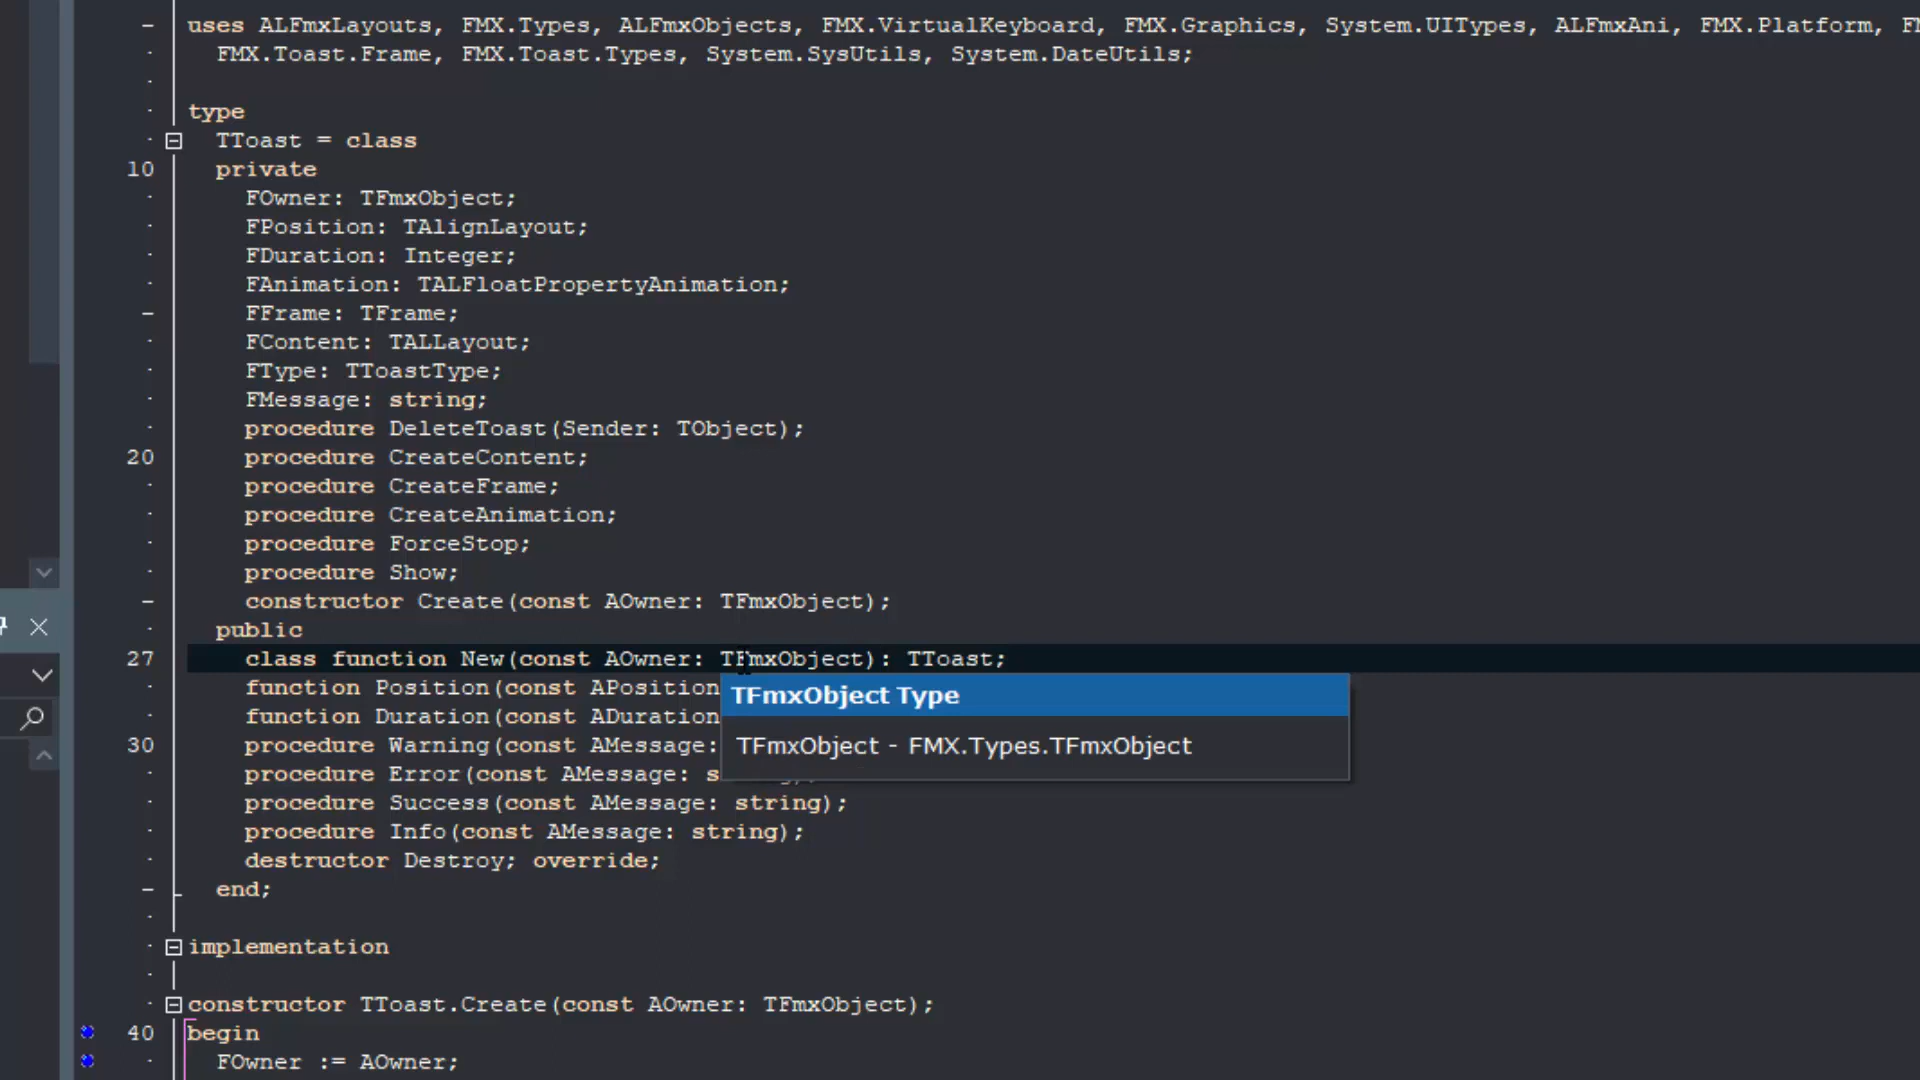 uses ALFmxLayouts, FMX.Types, ALFmxObjects, FMX.VirtualKeyboard, FMX.Graphics, System.UITypes, ALFmxAni, FMX.Platform,
FMX.Toast.Frame, FMX.Toast.Types, System.SysUtils, System.DateUtils;
type
TToast = class
10 private
FOwner: TFmxObject;
FPosition: TAlignLayout;
FDuration: Integer;
FAnimation: TALFloatPropertyAnimation;
FFrame: TFrame;
FContent: TALLayout;
FType: TToastType;
FMessage: string;
procedure DeleteToast(Sender: TObject);
20 procedure CreateContent;
procedure CreateFrame;
procedure CreateAnimation;
procedure ForceStop;
procedure Show;
constructor Create(const AOwner: TFmxObject);
public
27 class function New(const AOwner: TFmxObject): TToast;
function Position(const APosition
TFmxObject Type
function Duration(const ADuration
30 procedure Warning(const AMessage:
TFmxObject - FMX.Types.TFmxObject
procedure Error(const AMessage:
procedure Success(const AMessage: string);
procedure Info(const AMessage: string);
destructor Destroy; override;
end;
implementation
constructor TToast.Create(const AOwner: TFmxObject);
40 begin
FOwner := AOwner;